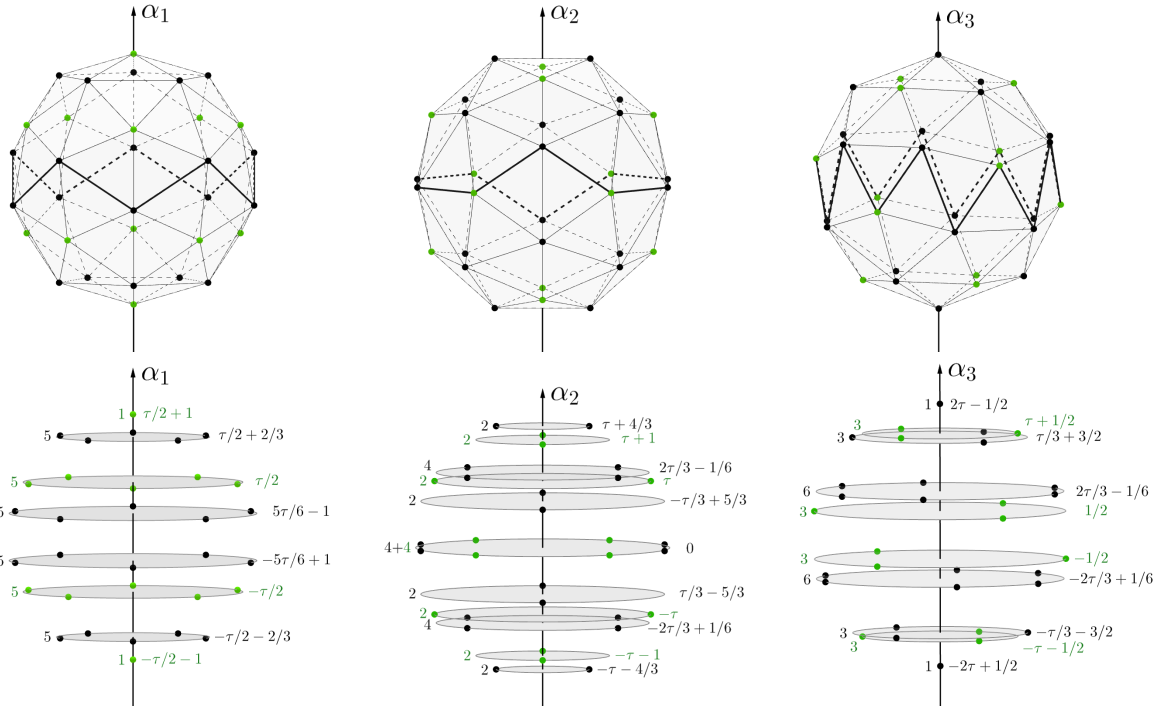 α₁
α₂
α₃
α₁
1 τ/2 + 1
5 τ/2 + 2/3
5 τ/2
5 5τ/6 − 1
5 −5τ/6 + 1
5 −τ/2
5 −τ/2 − 2/3
1 −τ/2 − 1
α₂
2 τ + 4/3
2 τ + 1
4 2τ/3 − 1/6
2 τ
2 −τ/3 + 5/3
4+4 0
2 τ/3 − 5/3
2 −τ
4 −2τ/3 + 1/6
2 −τ − 1
2 −τ − 4/3
α₃
1 2τ − 1/2
3 τ + 1/2
3 τ/3 + 3/2
6 2τ/3 − 1/6
3 1/2
3 −1/2
6 −2τ/3 + 1/6
3 −τ/3 − 3/2
3 −τ − 1/2
1 −2τ + 1/2